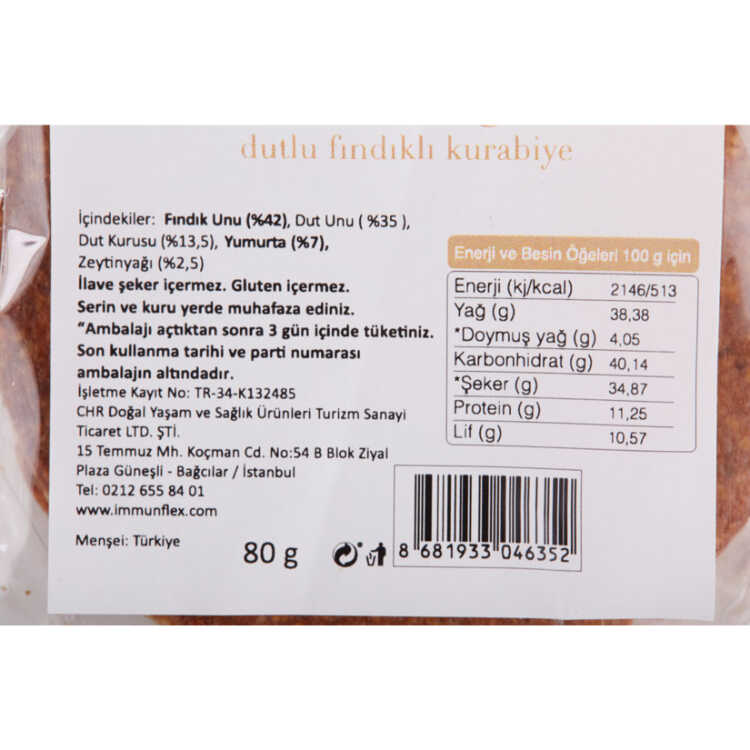 dutlu fındıklı kurabiye
İçindekiler: Fındık Unu (%42), Dut Unu ( %35 ),
Dut Kurusu (%13,5), Yumurta (%7),
Zeytinyağı (%2,5)
İlave şeker içermez. Gluten içermez.
Serin ve kuru yerde muhafaza ediniz.
“Ambalajı açtıktan sonra 3 gün içinde tüketiniz.
Son kullanma tarihi ve parti numarası
ambalajın altındadır.
İşletme Kayıt No: TR-34-K132485
CHR Doğal Yaşam ve Sağlık Ürünleri Turizm Sanayi
Ticaret LTD. ŞTİ.
15 Temmuz Mh. Koçman Cd. No:54 B Blok Ziyal
Plaza Güneşli - Bağcılar / İstanbul
Tel: 0212 655 84 01
www.immunflex.com
Menşei: Türkiye
80 g
Enerji ve Besin Öğeleri 100 g için
Enerji (kj/kcal) 2146/513
Yağ (g) 38,38
*Doymuş yağ (g) 4,05
Karbonhidrat (g) 40,14
*Şeker (g) 34,87
Protein (g) 11,25
Lif (g) 10,57
8 681933 046352